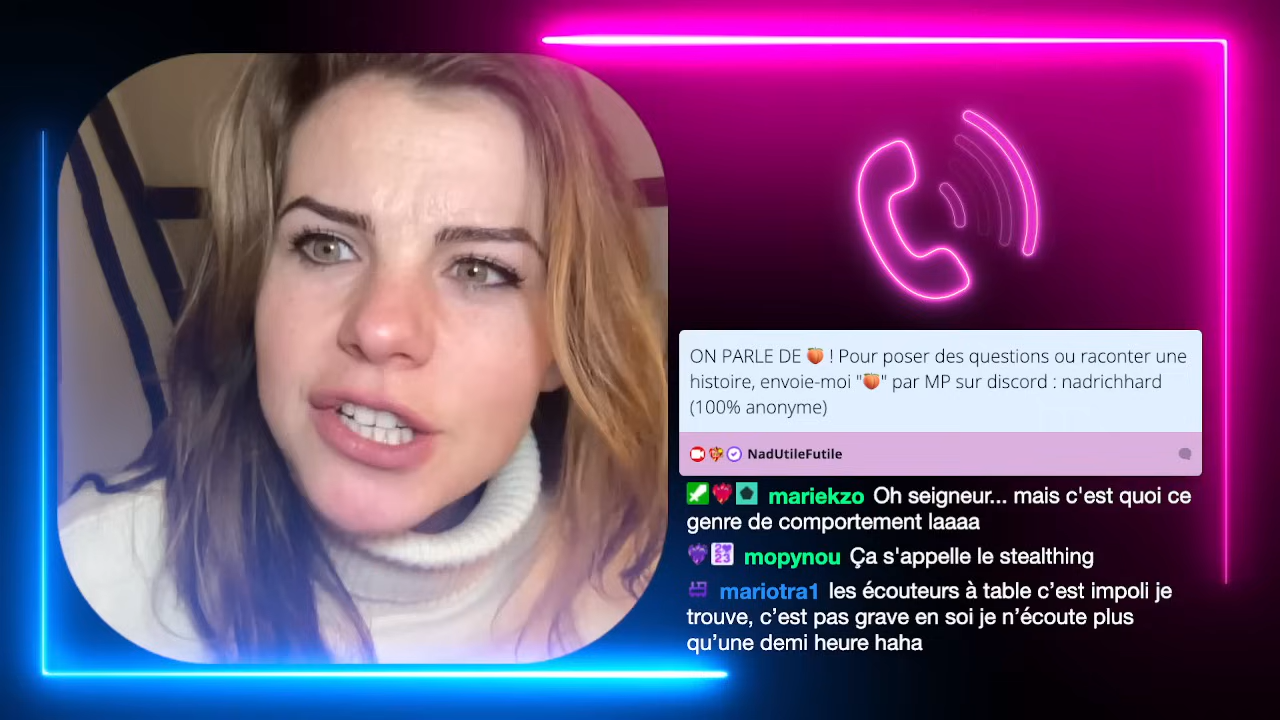 ON PARLE DE 🍑 ! Pour poser des questions ou raconter une
histoire, envoie-moi "🍑" par MP sur discord : nadrichhard
(100% anonyme)
NadUtileFutile
mariekzo Oh seigneur... mais c'est quoi ce
genre de comportement laaaa
mopynou Ça s'appelle le stealthing
mariotra1 les écouteurs à table c’est impoli je
trouve, c’est pas grave en soi je n’écoute plus
qu’une demi heure haha